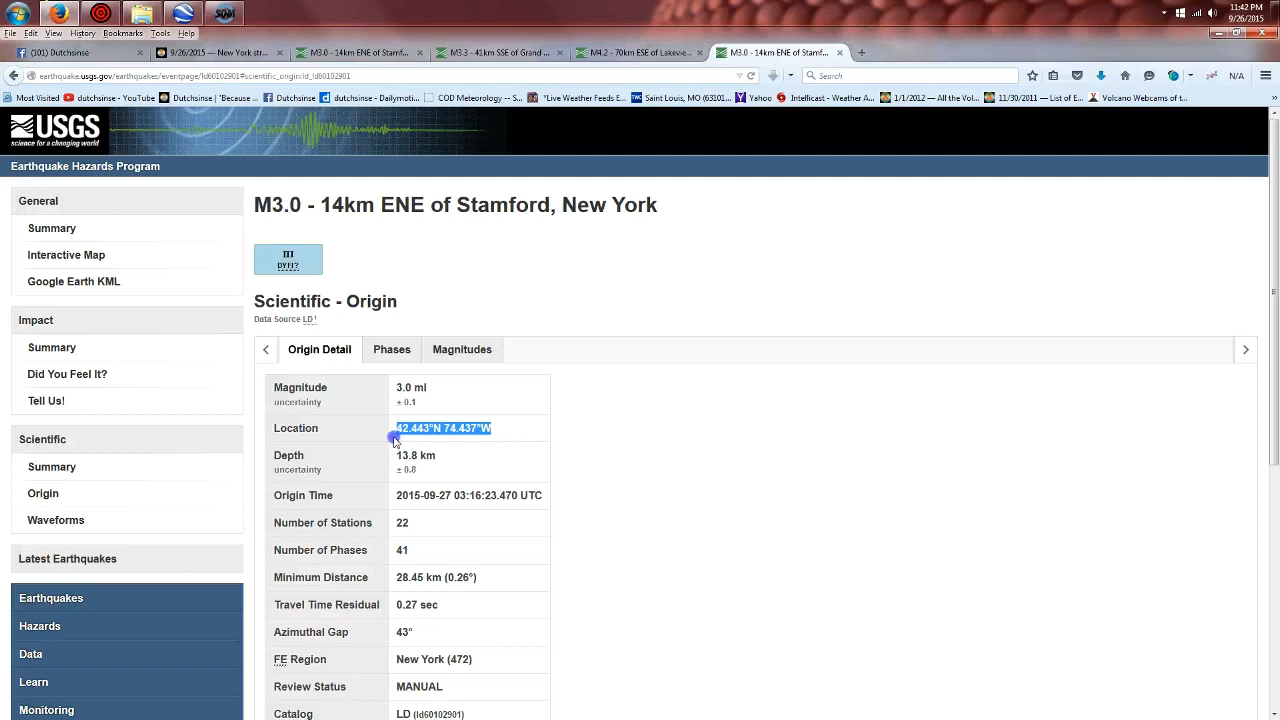 11:42 PM
9/26/2015
File Edit View History Bookmarks Tools Help
(101) Dutchsinse
9/26/2015 — New York str...
M3.0 - 14km ENE of Stamf...
M3.3 - 41km SSE of Grand ...
M4.2 - 70km ESE of Lakevie...
M3.0 - 14km ENE of Stamf...
earthquake.usgs.gov/earthquakes/eventpage/ld60102901#scientific_origin:ld_ld60102901
Search
N/A
Most Visited
dutchsinse - YouTube
Dutchsinse | "Because ...
Dutchsinse
dutchsinse - Dailymoti...
COD Meteorology -- S...
*Live Weather Feeds E...
Saint Louis, MO (63101...
Yahoo
Intellicast - Weather A...
1/1/2012 — All the Vol...
11/30/2011 — List of E...
Volcano Webcams of t...
USGS
science for a changing world
Earthquake Hazards Program
General
Summary
Interactive Map
Google Earth KML
Impact
Summary
Did You Feel It?
Tell Us!
Scientific
Summary
Origin
Waveforms
Latest Earthquakes
Earthquakes
Hazards
Data
Learn
Monitoring
M3.0 - 14km ENE of Stamford, New York
III
DYFI?
Scientific - Origin
Data Source LD¹
Origin Detail Phases Magnitudes
Magnitude 3.0 ml
uncertainty ± 0.1
Location 42.443°N 74.437°W
Depth 13.8 km
uncertainty ± 0.8
Origin Time 2015-09-27 03:16:23.470 UTC
Number of Stations 22
Number of Phases 41
Minimum Distance 28.45 km (0.26°)
Travel Time Residual 0.27 sec
Azimuthal Gap 43°
FE Region New York (472)
Review Status MANUAL
Catalog LD (ld60102901)